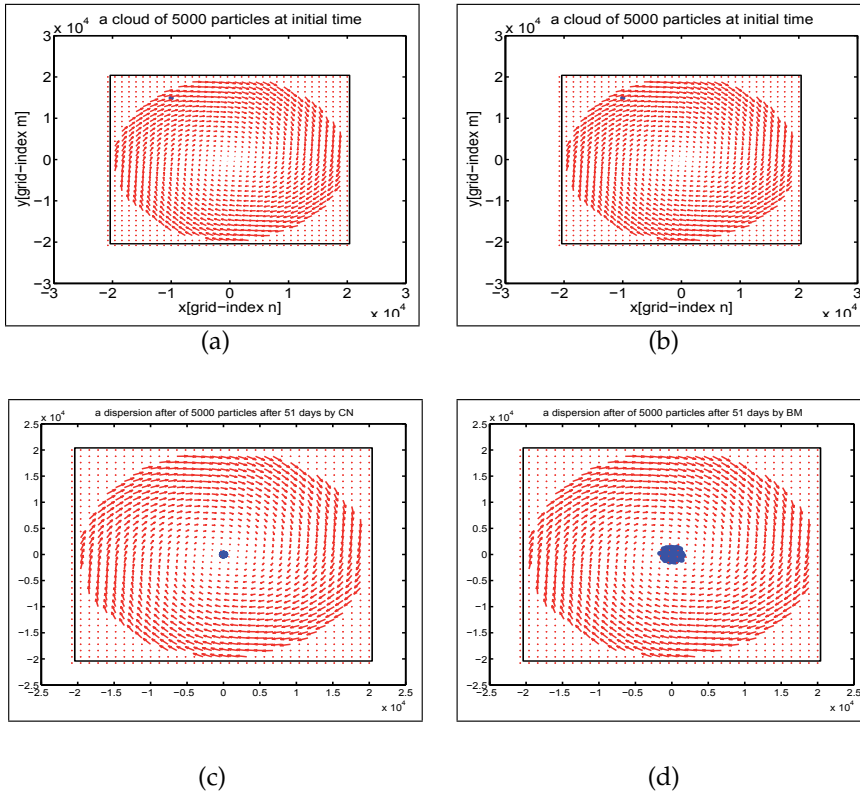 a cloud of 5000 particles at initial time
x 10^4
3
2
1
0
−1
−2
3
y[grid−index m]
−3 −2 −1 0 1 2 3
x[grid−index n]
x 10^4
(a)
a cloud of 5000 particles at initial time
x 10^4
3
2
1
0
−1
−2
3
y[grid−index m]
−3 −2 −1 0 1 2 3
x[grid−index n]
x 10^4
(b)
a dispersion after of 5000 particles after 51 days by CN
x 10^4
2.5
2
1.5
1
0.5
0
−0.5
−1
−1.5
−2
−2.5
−2.5 −2 −1.5 −1 −0.5 0 0.5 1 1.5 2 2.5
x 10^4
(c)
a dispersion after of 5000 particles after 51 days by BM
x 10^4
2.5
2
1.5
1
0.5
0
−0.5
−1
−1.5
−2
−2.5
−2.5 −2 −1.5 −1 −0.5 0 0.5 1 1.5 2 2.5
x 10^4
(d)